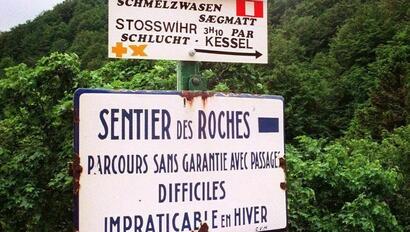 SCHMELZWASEN
SÆGMATT
STOSSWIHR 3H10 PAR
SCHLUCHT - KESSEL
SENTIER DES ROCHES
PARCOURS SANS GARANTIE AVEC PASSAGES
DIFFICILES
IMPRATICABLE EN HIVER